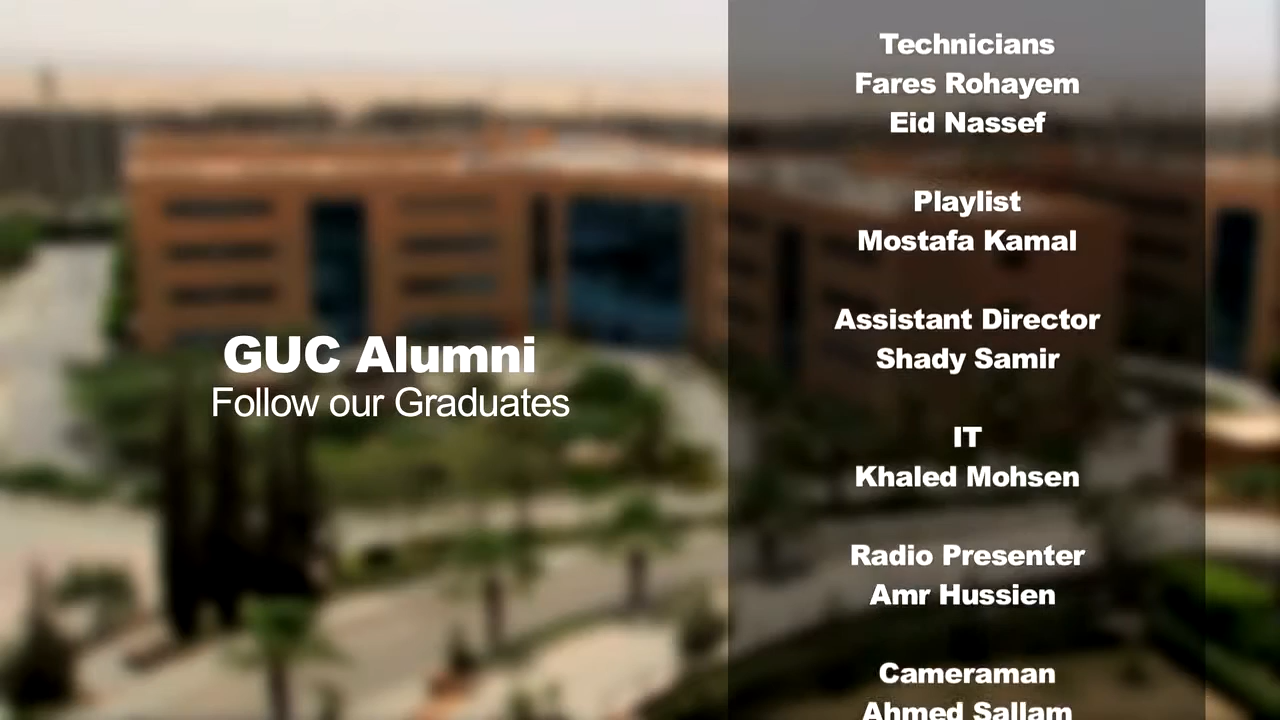 GUC Alumni
Follow our Graduates
Technicians
Fares Rohayem
Eid Nassef
Playlist
Mostafa Kamal
Assistant Director
Shady Samir
IT
Khaled Mohsen
Radio Presenter
Amr Hussien
Cameraman
Ahmed Sallam